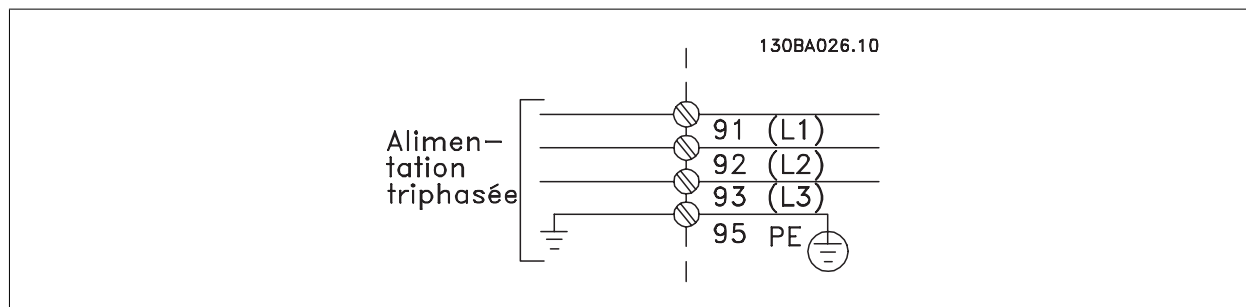 130BA026.10
Alimen-
tation
triphasée
91 (L1)
92 (L2)
93 (L3)
95 PE